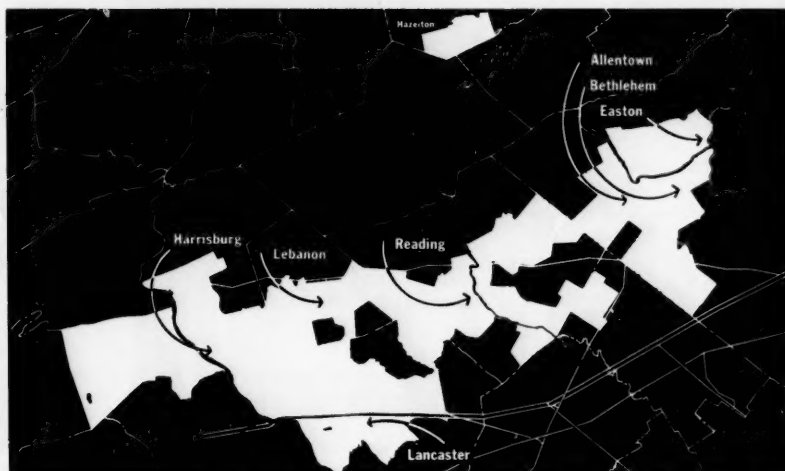 Hazleton
Allentown
Bethlehem
Easton
Harrisburg
Lebanon
Reading
Lancaster